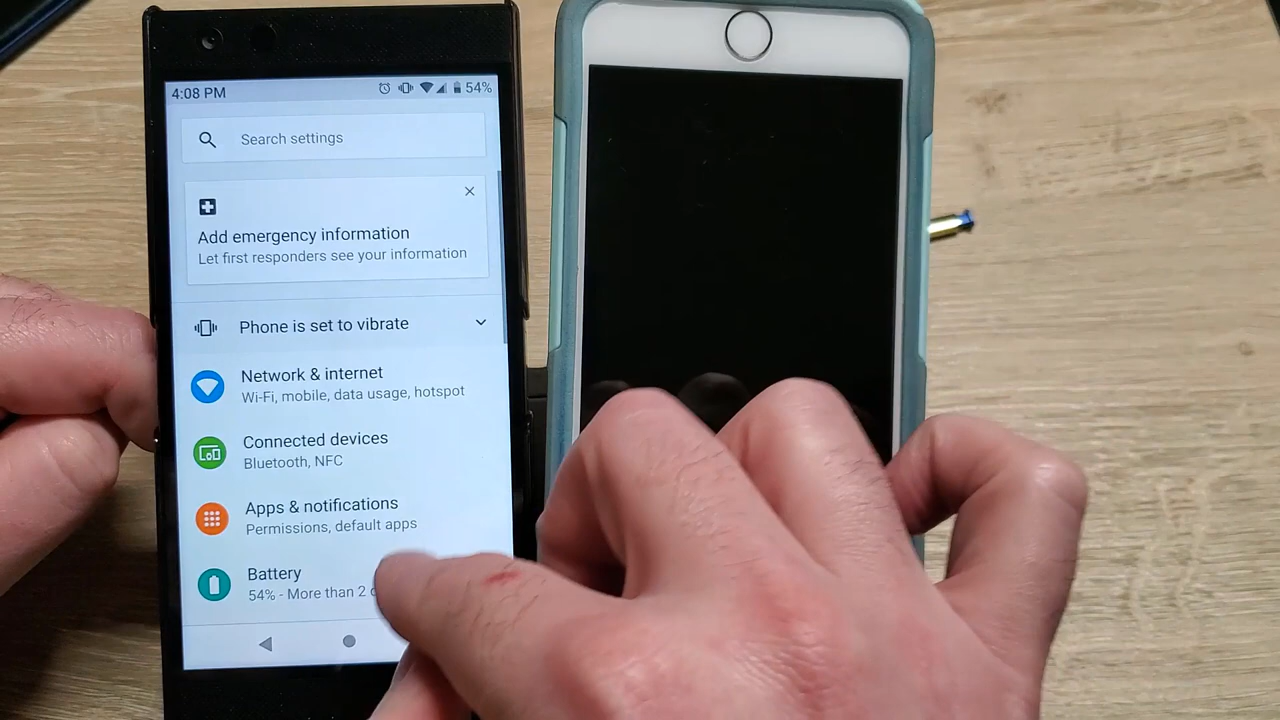 4:08 PM
54%
Search settings
Add emergency information
Let first responders see your information
Phone is set to vibrate
Network & internet
Wi-Fi, mobile, data usage, hotspot
Connected devices
Bluetooth, NFC
Apps & notifications
Permissions, default apps
Battery
54% - More than 2